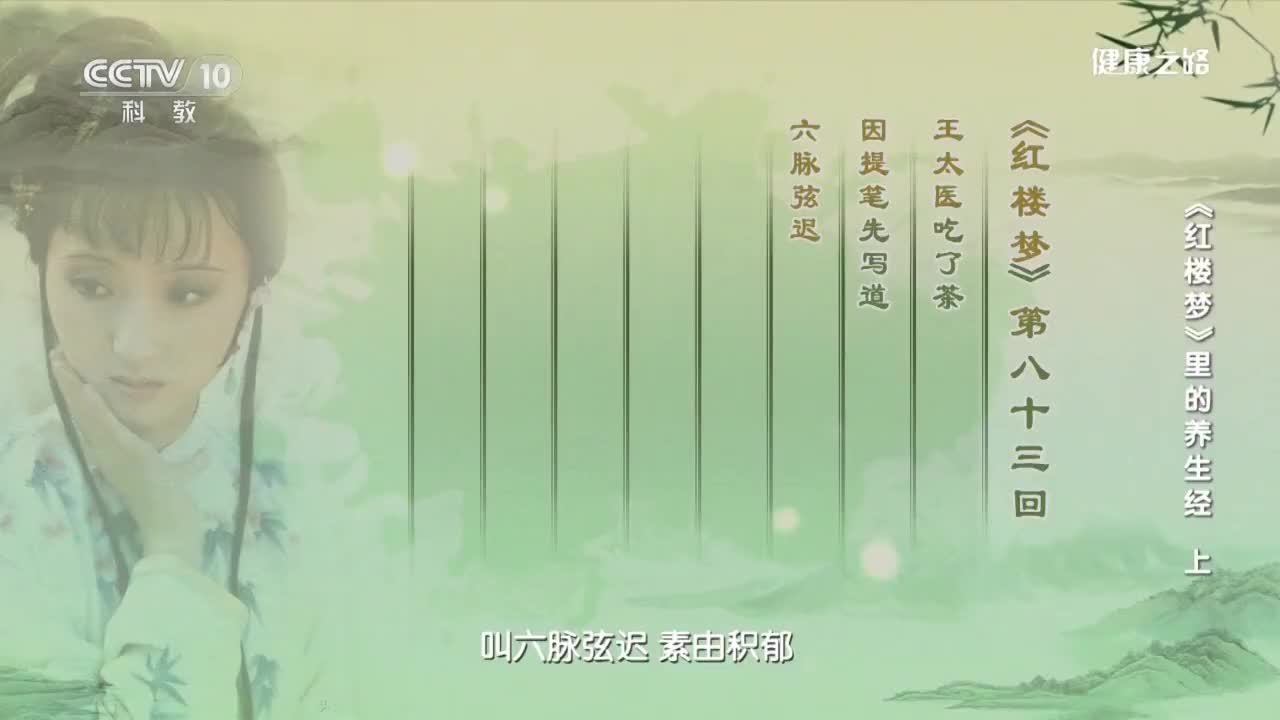 CCTV 10
科 教
健康之路
《红楼梦》里的养生经 上
《红楼梦》第八十三回
王太医吃了茶
因提笔先写道
六脉弦迟
叫六脉弦迟 素由积郁